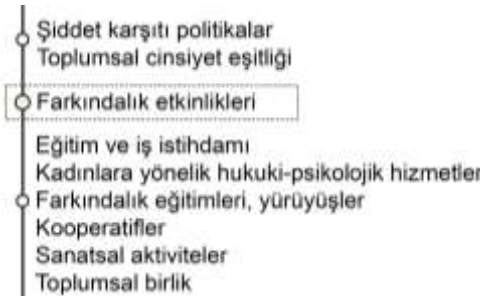 Şiddet karşıtı politikalar
Toplumsal cinsiyet eşitliği
Farkındalık etkinlikleri
Eğitim ve iş istihdamı
Kadınlara yönelik hukuki-psikolojik hizmetler
Farkındalık eğitimleri, yürüyüşler
Kooperatifler
Sanatsal aktiviteler
Toplumsal birlik